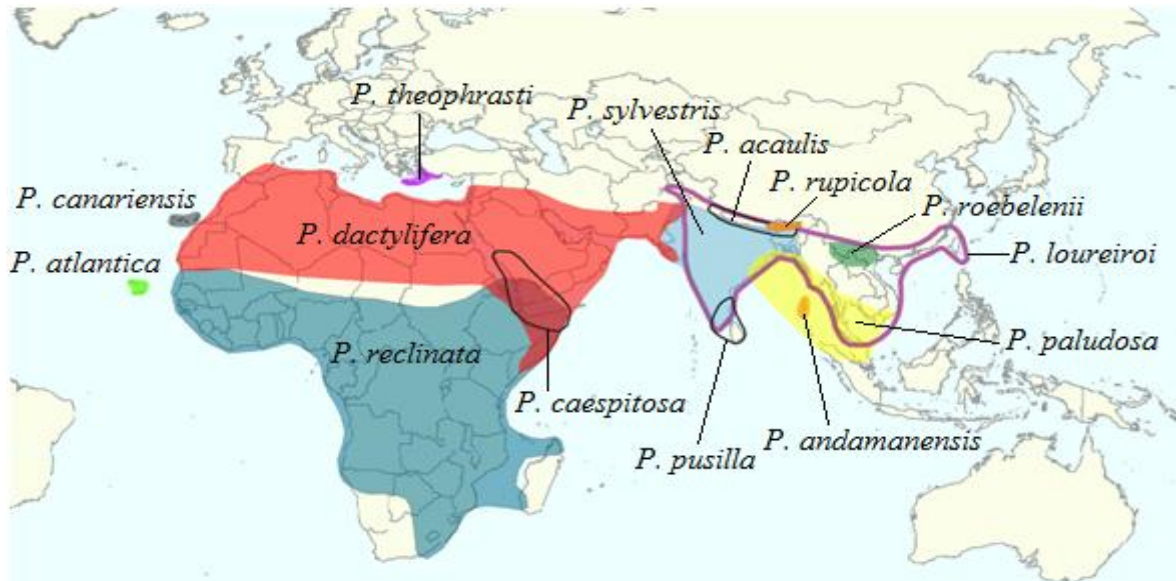 P. theophrasti
P. sylvestris
P. acaulis
P. rupicola
P. canariensis
P. roebelenii
P. dactylifera
P. loureiroi
P. atlantica
P. reclinata
P. paludosa
P. caespitosa
P. andamanensis
P. pusilla